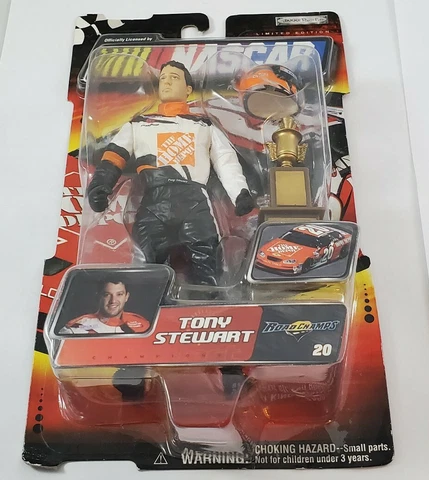 Officially Licensed by
LIMITED EDITION
NASCAR
THE
HOME
DEPOT
20
TONY
STEWART
ROAD CHAMPS
20
⚠ WARNING:
CHOKING HAZARD--Small parts.
Not for children under 3 years.